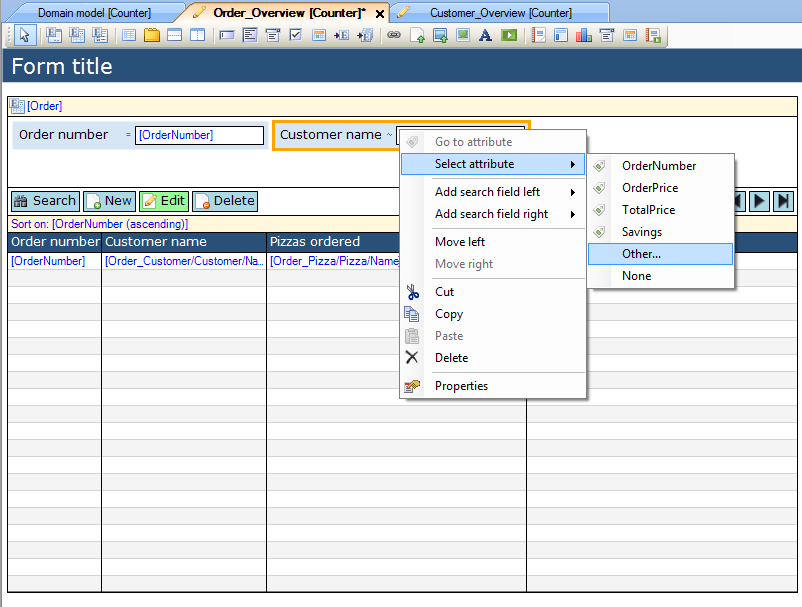 Domain model [Counter]
Order_Overview [Counter]*
Customer_Overview [Counter]
Form title
[Order]
Order number = [OrderNumber]
Customer name ~
Go to attribute
Select attribute
Add search field left
Add search field right
Move left
Move right
Cut
Copy
Paste
Delete
Properties
OrderNumber
OrderPrice
TotalPrice
Savings
Other...
None
Search New Edit Delete
Sort on: [OrderNumber (ascending)]
Order number Customer name Pizzas ordered
[OrderNumber] [Order_Customer/Customer/Na... [Order_Pizza/Pizza/Name